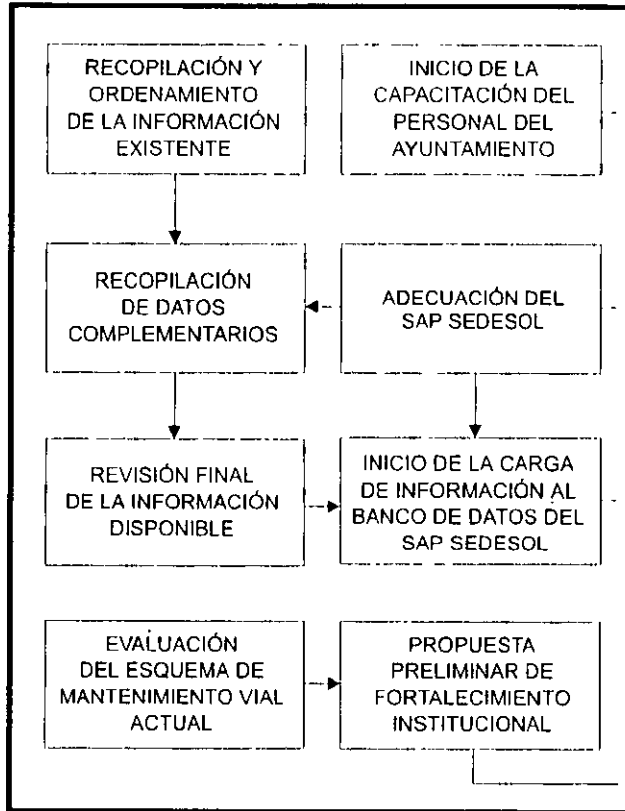 RECOPILACIÓN Y
ORDENAMIENTO
DE LA INFORMACIÓN
EXISTENTE
INICIO DE LA
CAPACITACIÓN DEL
PERSONAL DEL
AYUNTAMIENTO
RECOPILACIÓN
DE DATOS
COMPLEMENTARIOS
ADECUACIÓN DEL
SAP SEDESOL
REVISIÓN FINAL
DE LA INFORMACIÓN
DISPONIBLE
INICIO DE LA CARGA
DE INFORMACIÓN AL
BANCO DE DATOS DEL
SAP SEDESOL
EVALUACIÓN
DEL ESQUEMA DE
MANTENIMIENTO VIAL
ACTUAL
PROPUESTA
PRELIMINAR DE
FORTALECIMIENTO
INSTITUCIONAL